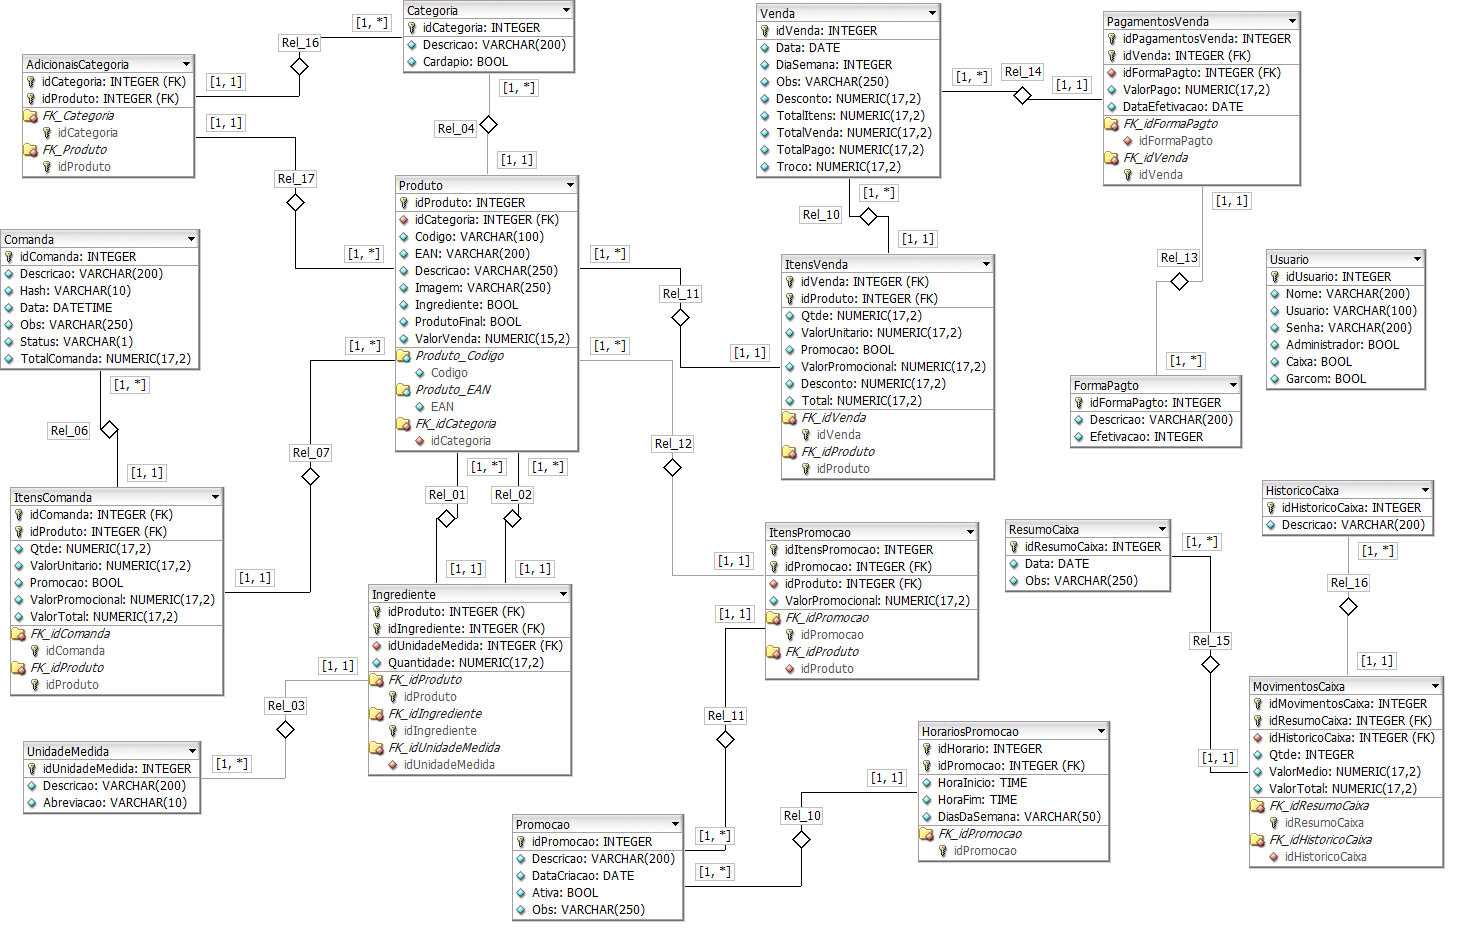 Categoria
idCategoria: INTEGER
Descricao: VARCHAR(200)
Cardapio: BOOL
[1, *]
Rel_16
[1, 1]
AdicionaisCategoria
idCategoria: INTEGER (FK)
idProduto: INTEGER (FK)
FK_Categoria
idCategoria
FK_Produto
idProduto
[1, 1]
Rel_17
[1, *]
[1, *]
Rel_04
[1, 1]
Venda
idVenda: INTEGER
Data: DATE
DiaSemana: INTEGER
Obs: VARCHAR(250)
Desconto: NUMERIC(17,2)
TotalItens: NUMERIC(17,2)
TotalVenda: NUMERIC(17,2)
TotalPago: NUMERIC(17,2)
Troco: NUMERIC(17,2)
[1, *]
Rel_14
[1, 1]
PagamentosVenda
idPagamentosVenda: INTEGER
idVenda: INTEGER (FK)
idFormaPagto: INTEGER (FK)
ValorPago: NUMERIC(17,2)
DataEfetivacao: DATE
FK_idFormaPagto
idFormaPagto
FK_idVenda
idVenda
[1, *]
Rel_10
[1, 1]
[1, 1]
Rel_13
[1, *]
Comanda
idComanda: INTEGER
Descricao: VARCHAR(200)
Hash: VARCHAR(10)
Data: DATETIME
Obs: VARCHAR(250)
Status: VARCHAR(1)
TotalComanda: NUMERIC(17,2)
[1, *]
Rel_06
[1, 1]
Produto
idProduto: INTEGER
idCategoria: INTEGER (FK)
Codigo: VARCHAR(100)
EAN: VARCHAR(200)
Descricao: VARCHAR(250)
Imagem: VARCHAR(250)
Ingrediente: BOOL
ProdutoFinal: BOOL
ValorVenda: NUMERIC(15,2)
Produto_Codigo
Codigo
Produto_EAN
EAN
FK_idCategoria
idCategoria
[1, *]
Rel_11
[1, 1]
[1, *]
Rel_12
[1, 1]
[1, *]
Rel_07
[1, 1]
[1, *]
[1, *]
Rel_01
Rel_02
[1, 1]
[1, 1]
ItensVenda
idVenda: INTEGER (FK)
idProduto: INTEGER (FK)
Qtde: NUMERIC(17,2)
ValorUnitario: NUMERIC(17,2)
Promocao: BOOL
ValorPromocional: NUMERIC(17,2)
Desconto: NUMERIC(17,2)
Total: NUMERIC(17,2)
FK_idVenda
idVenda
FK_idProduto
idProduto
Usuario
idUsuario: INTEGER
Nome: VARCHAR(200)
Usuario: VARCHAR(100)
Senha: VARCHAR(200)
Administrador: BOOL
Caixa: BOOL
Garcom: BOOL
FormaPagto
idFormaPagto: INTEGER
Descricao: VARCHAR(200)
Efetivacao: INTEGER
ItensComanda
idComanda: INTEGER (FK)
idProduto: INTEGER (FK)
Qtde: NUMERIC(17,2)
ValorUnitario: NUMERIC(17,2)
Promocao: BOOL
ValorPromocional: NUMERIC(17,2)
ValorTotal: NUMERIC(17,2)
FK_idComanda
idComanda
FK_idProduto
idProduto
Ingrediente
idProduto: INTEGER (FK)
idIngrediente: INTEGER (FK)
idUnidadeMedida: INTEGER (FK)
Quantidade: NUMERIC(17,2)
FK_idProduto
idProduto
FK_idIngrediente
idIngrediente
FK_idUnidadeMedida
idUnidadeMedida
[1, 1]
Rel_03
[1, *]
UnidadeMedida
idUnidadeMedida: INTEGER
Descricao: VARCHAR(200)
Abreviacao: VARCHAR(10)
ItensPromocao
idItensPromocao: INTEGER
idPromocao: INTEGER (FK)
idProduto: INTEGER (FK)
ValorPromocional: NUMERIC(17,2)
FK_idPromocao
idPromocao
FK_idProduto
idProduto
[1, 1]
Rel_11
[1, *]
ResumoCaixa
idResumoCaixa: INTEGER
Data: DATE
Obs: VARCHAR(250)
[1, *]
Rel_15
[1, 1]
HistoricoCaixa
idHistoricoCaixa: INTEGER
Descricao: VARCHAR(200)
[1, *]
Rel_16
[1, 1]
MovimentosCaixa
idMovimentosCaixa: INTEGER
idResumoCaixa: INTEGER (FK)
idHistoricoCaixa: INTEGER (FK)
Qtde: INTEGER
ValorMedio: NUMERIC(17,2)
ValorTotal: NUMERIC(17,2)
FK_idResumoCaixa
idResumoCaixa
FK_idHistoricoCaixa
idHistoricoCaixa
HorariosPromocao
idHorario: INTEGER
idPromocao: INTEGER (FK)
HoraInicio: TIME
HoraFim: TIME
DiasDaSemana: VARCHAR(50)
FK_idPromocao
idPromocao
[1, 1]
Rel_10
[1, *]
Promocao
idPromocao: INTEGER
Descricao: VARCHAR(200)
DataCriacao: DATE
Ativa: BOOL
Obs: VARCHAR(250)